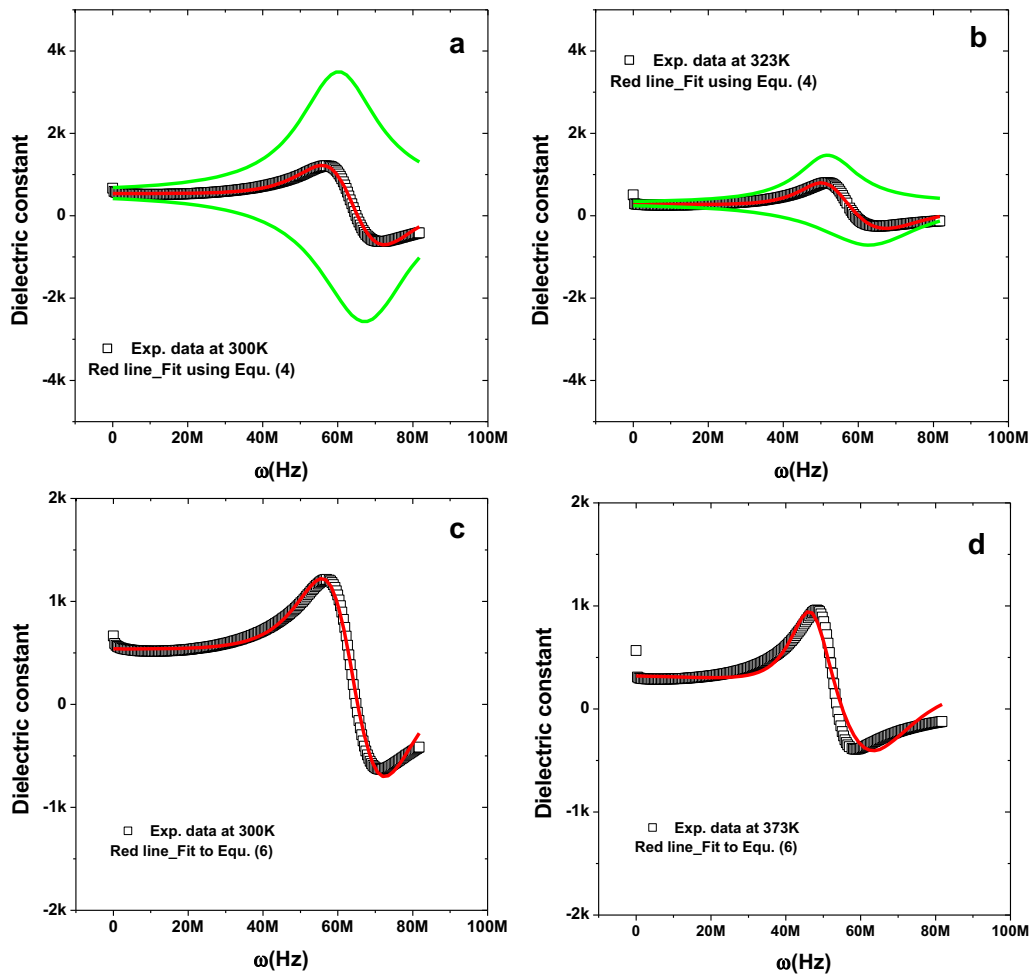 a
4k
2k
0
-2k
-4k
Dielectric constant
□ Exp. data at 300K
Red line_Fit using Equ. (4)
0 20M 40M 60M 80M 100M
ω(Hz)
b
4k
2k
0
-2k
-4k
Dielectric constant
□ Exp. data at 323K
Red line_Fit using Equ. (4)
0 20M 40M 60M 80M 100M
ω(Hz)
c
2k
1k
0
-1k
-2k
Dielectric constant
□ Exp. data at 300K
Red line_Fit to Equ. (6)
0 20M 40M 60M 80M 100M
ω(Hz)
d
2k
1k
0
-1k
-2k
Dielectric constant
□ Exp. data at 373K
Red line_Fit to Equ. (6)
0 20M 40M 60M 80M 100M
ω(Hz)